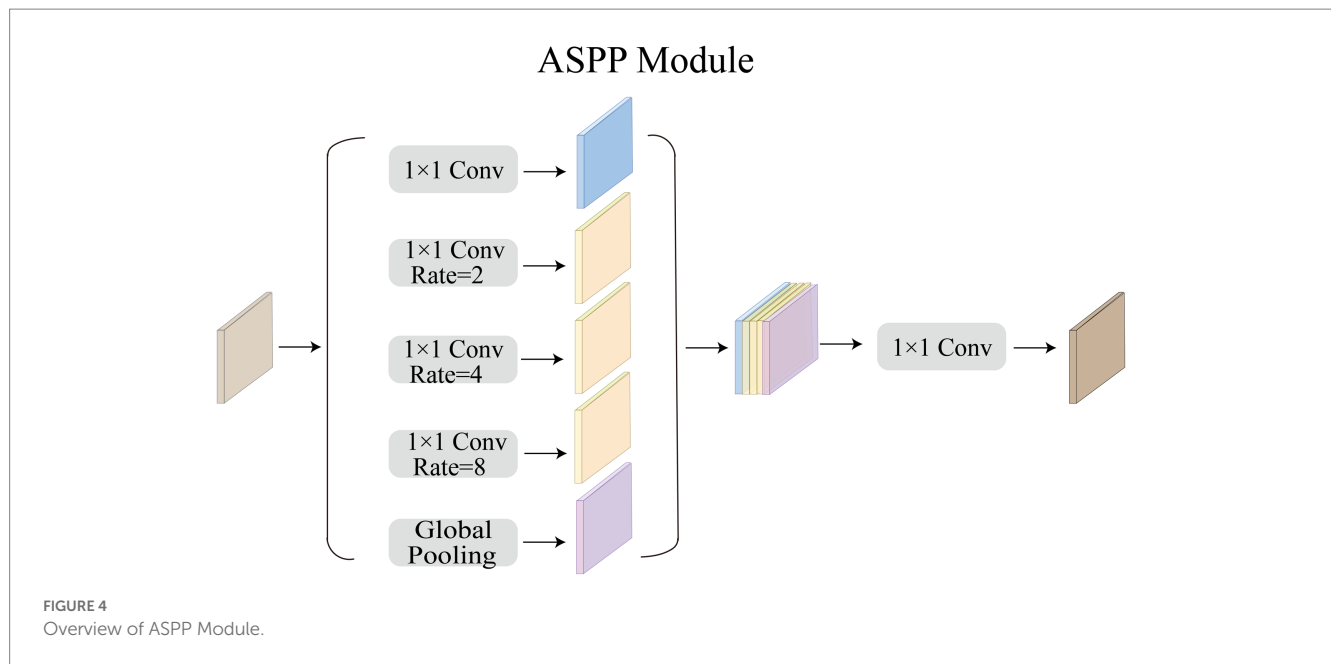 ASPP Module
1×1 Conv
1×1 Conv
Rate=2
1×1 Conv
Rate=4
1×1 Conv
Rate=8
Global
Pooling
1×1 Conv
FIGURE 4
Overview of ASPP Module.